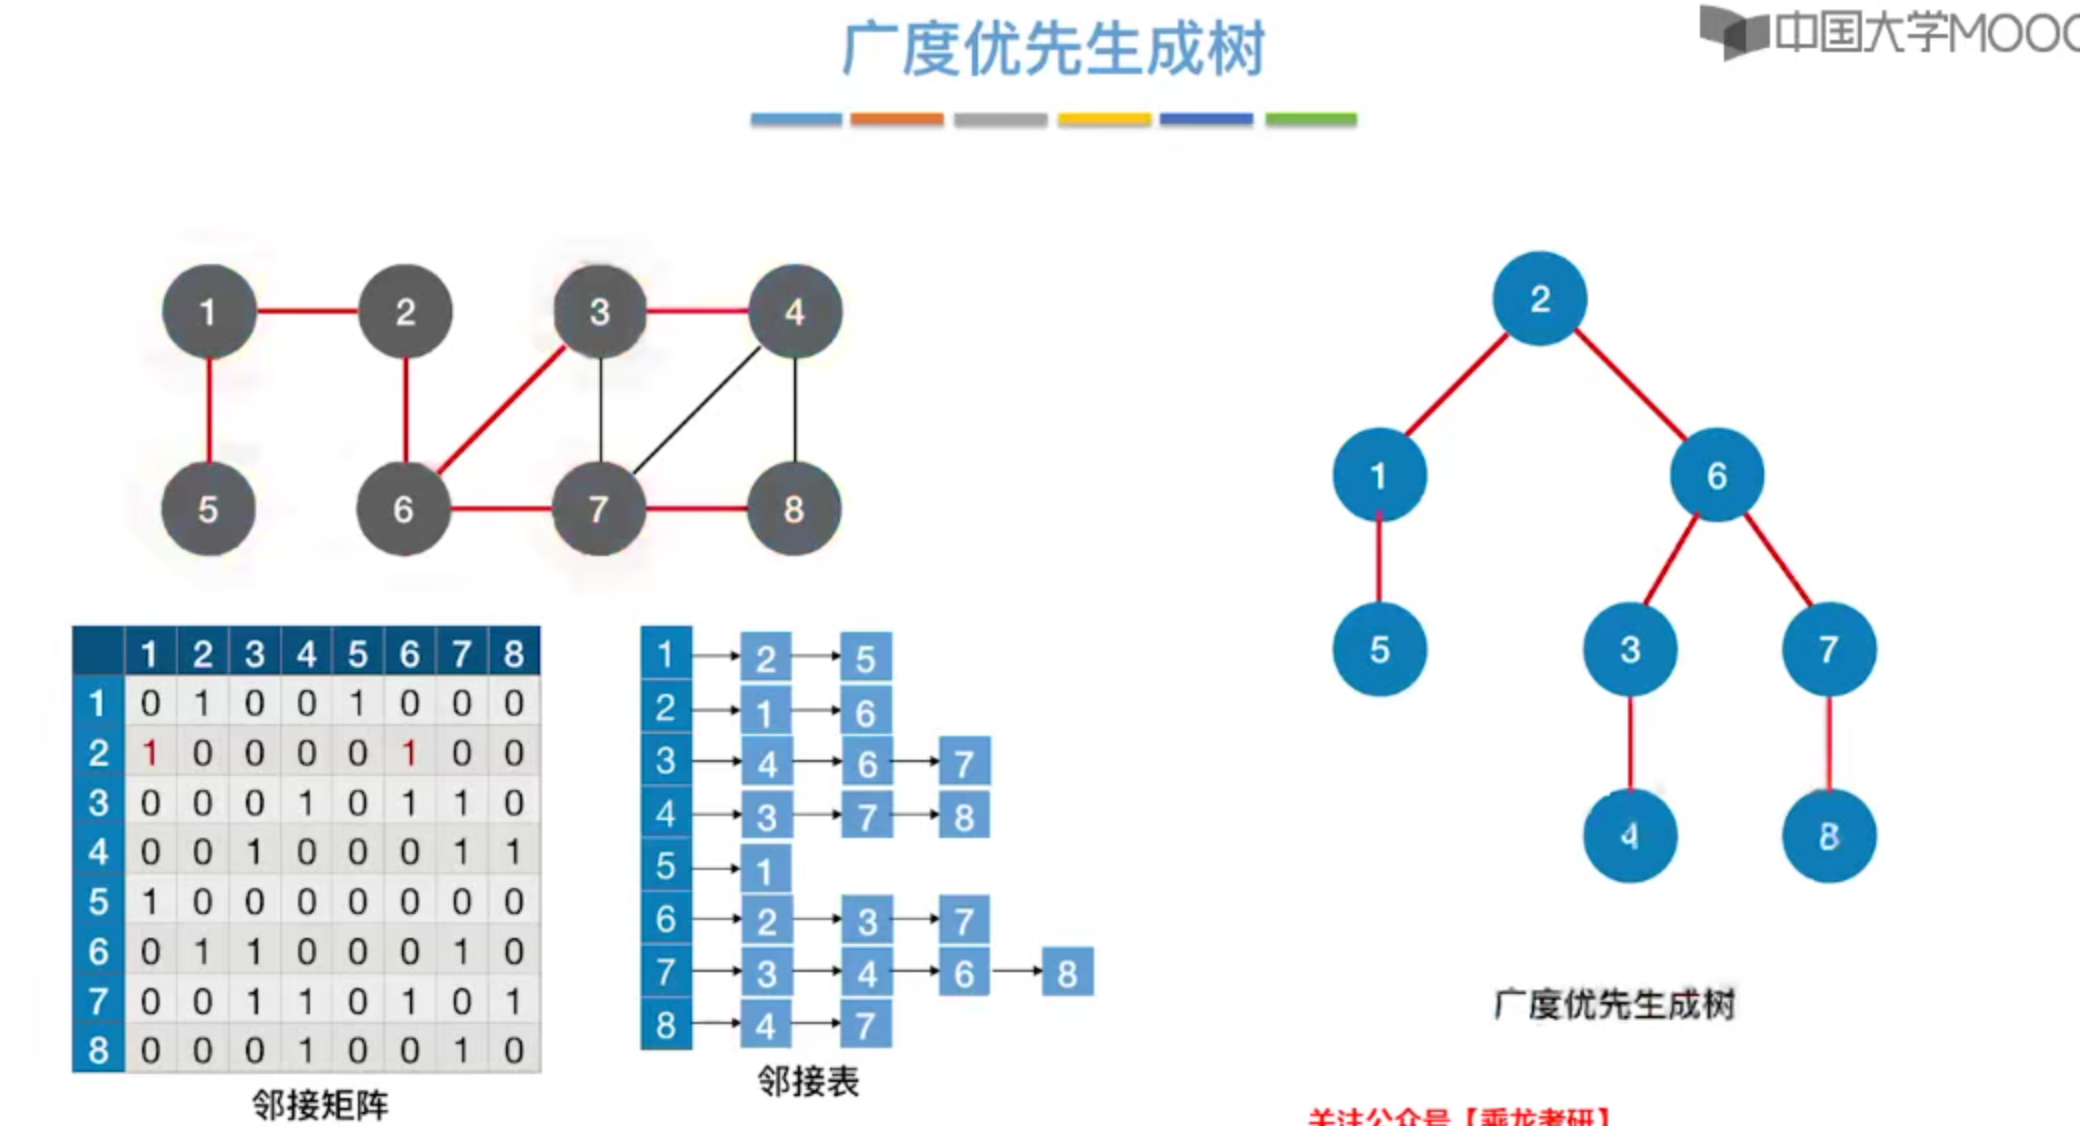 广度优先生成树
中国大学MOOC
1 2 3 4
5 6 7 8
2
1 6
5 3 7
4 8
1 2 3 4 5 6 7 8
1 0 1 0 0 1 0 0 0
2 1 0 0 0 0 1 0 0
3 0 0 0 1 0 1 1 0
4 0 0 1 0 0 0 1 1
5 1 0 0 0 0 0 0 0
6 0 1 1 0 0 0 1 0
7 0 0 1 1 0 1 0 1
8 0 0 0 1 0 0 1 0
邻接矩阵
1 2 5
2 1 6
3 4 6 7
4 3 7 8
5 1
6 2 3 7
7 3 4 6 8
8 4 7
邻接表
广度优先生成树
关注公众号【乘龙考研】